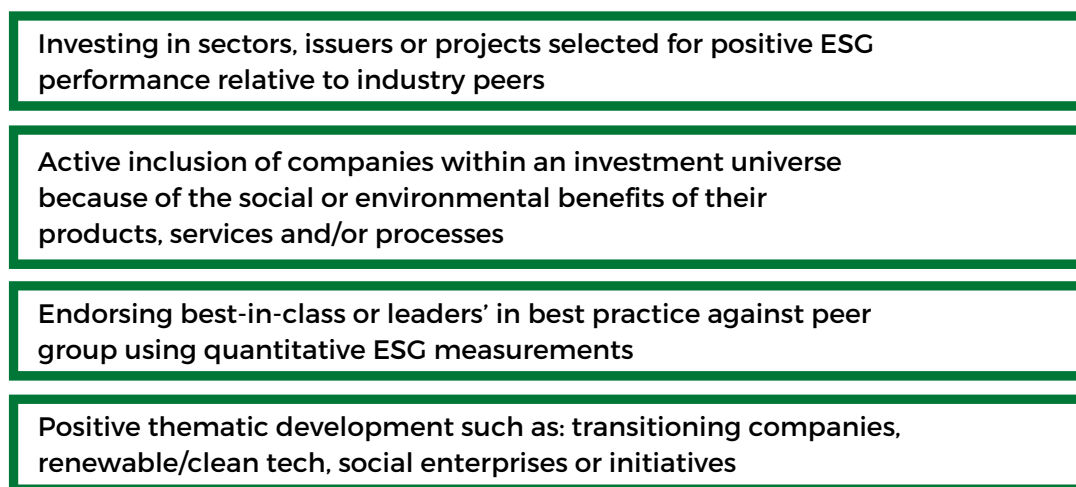 Investing in sectors, issuers or projects selected for positive ESG
performance relative to industry peers
Active inclusion of companies within an investment universe
because of the social or environmental benefits of their
products, services and/or processes
Endorsing best-in-class or leaders’ in best practice against peer
group using quantitative ESG measurements
Positive thematic development such as: transitioning companies,
renewable/clean tech, social enterprises or initiatives